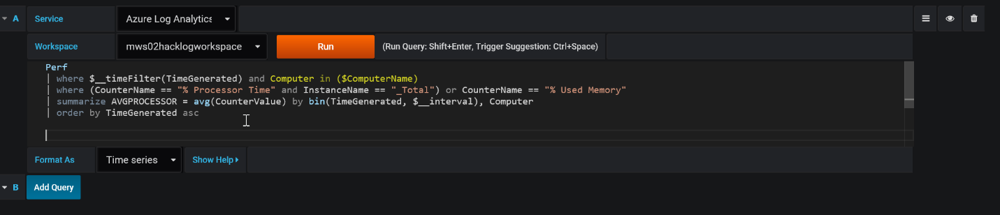 A Service Azure Log Analytics
Workspace mws02hacklogworkspace Run (Run Query: Shift+Enter, Trigger Suggestion: Ctrl+Space)
Perf
| where $__timeFilter(TimeGenerated) and Computer in ($ComputerName)
| where (CounterName == "% Processor Time" and InstanceName == "_Total") or CounterName == "% Used Memory"
| summarize AVGPROCESSOR = avg(CounterValue) by bin(TimeGenerated, $__interval), Computer
| order by TimeGenerated asc
Format As Time series Show Help
B Add Query